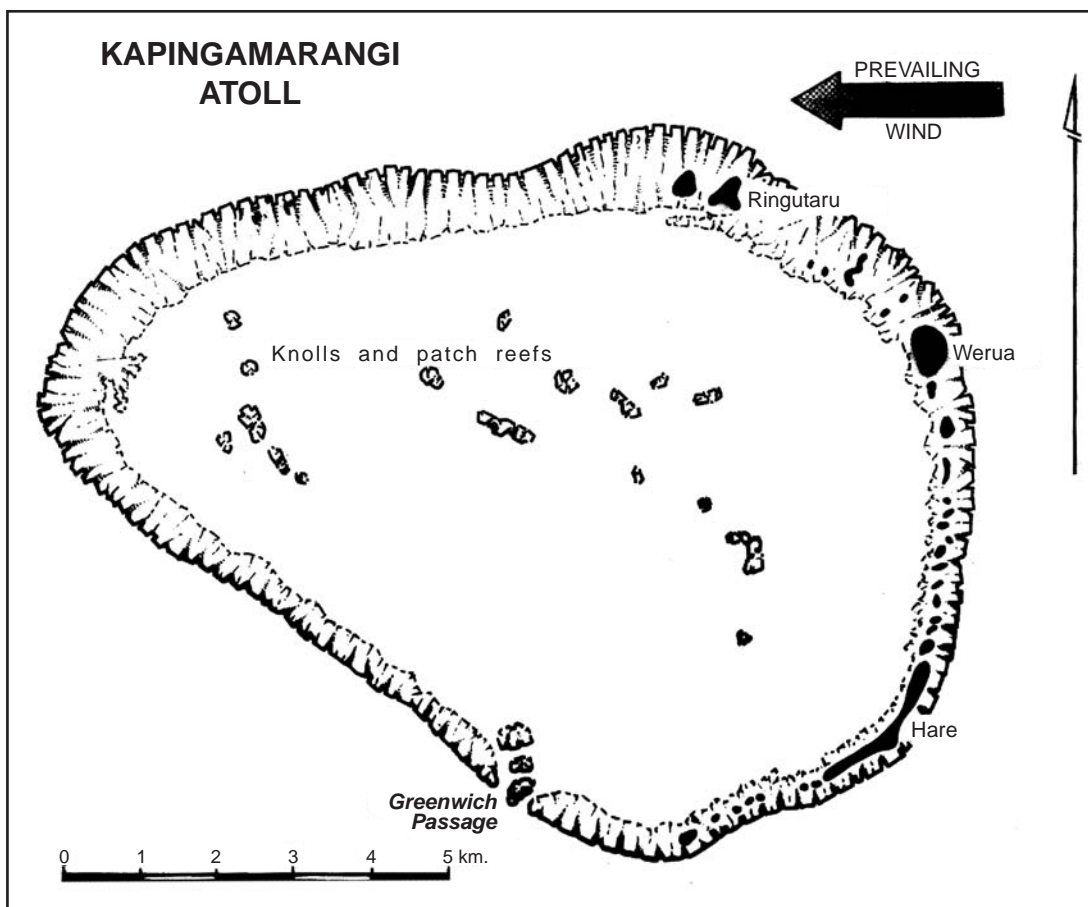 KAPINGAMARANGI
ATOLL
PREVAILING
WIND
Ringutaru
Werua
Knolls and patch reefs
Hare
Greenwich
Passage
0 1 2 3 4 5 km.